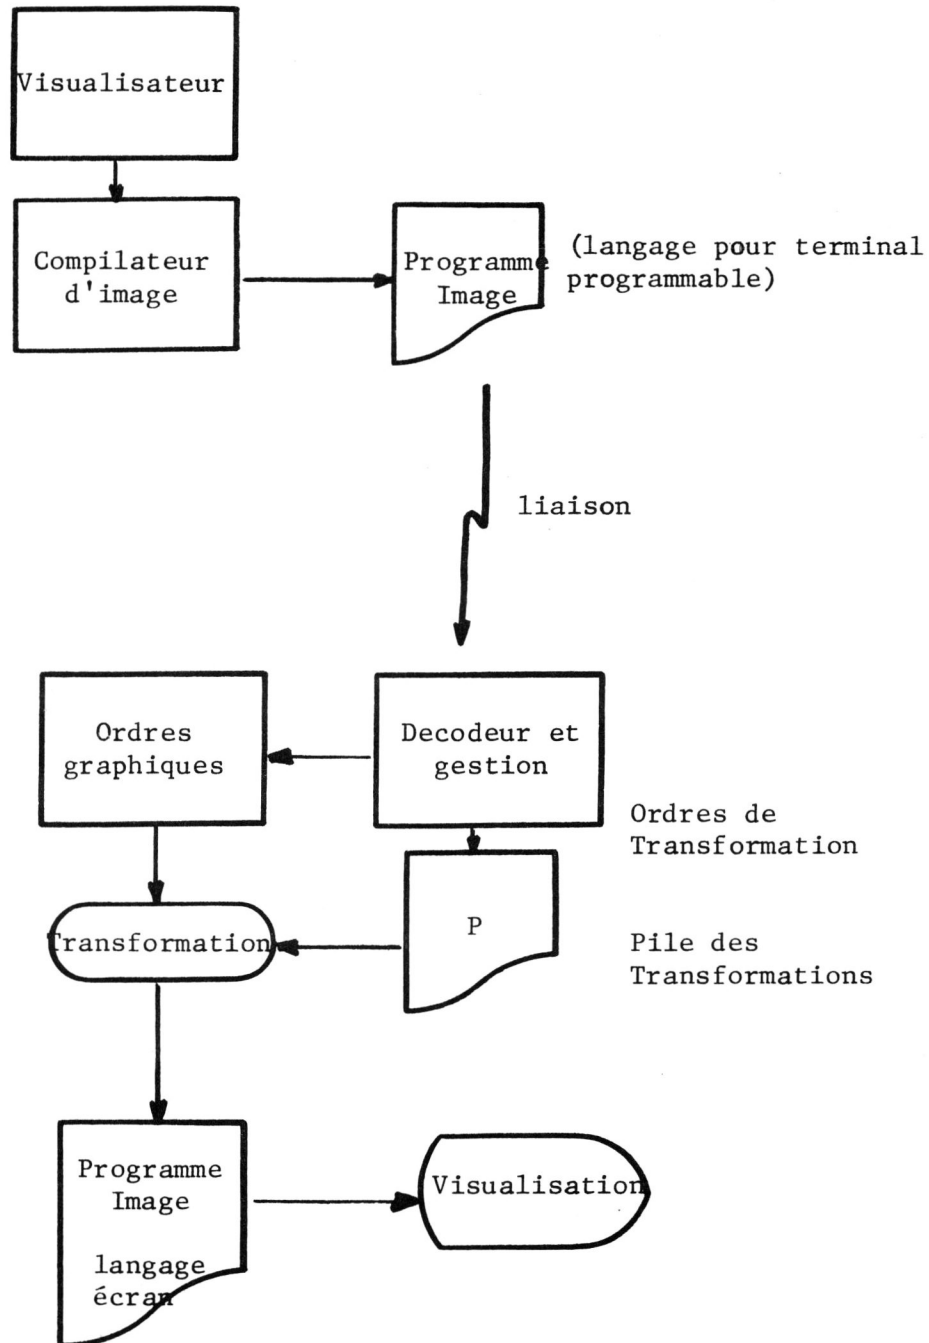 Visualisateur
Compilateur
d'image
Programme
Image
(langage pour terminal
programmable)
liaison
Ordres
graphiques
Decodeur et
gestion
Ordres de
Transformation
Transformation
P
Pile des
Transformations
Programme
Image
langage
écran
Visualisation